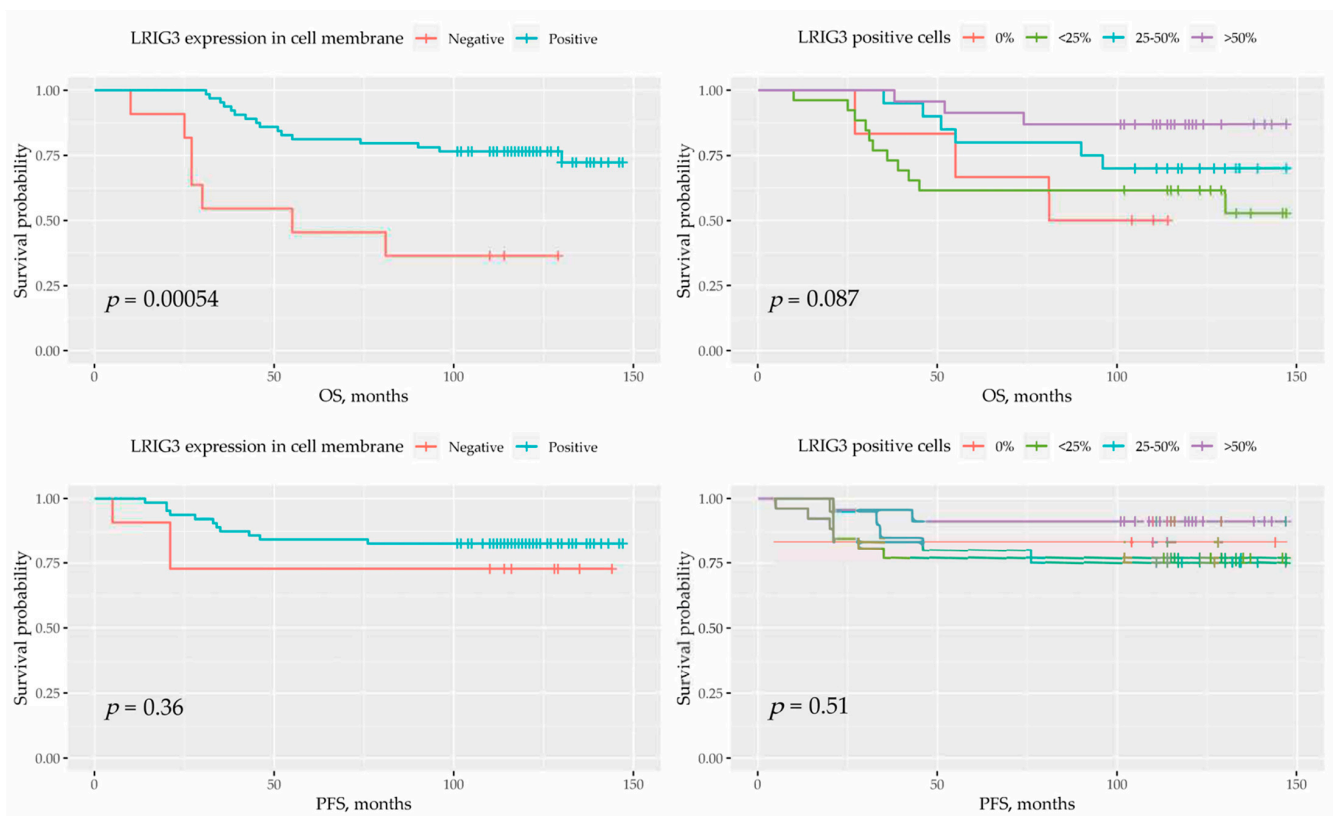 LRIG3 expression in cell membrane Negative Positive
1.00
0.75
0.50
0.25
0.00
Survival probability
p = 0.00054
0 50 100 150
OS, months
LRIG3 positive cells 0% <25% 25-50% >50%
1.00
0.75
0.50
0.25
0.00
Survival probability
p = 0.087
0 50 100 150
OS, months
LRIG3 expression in cell membrane Negative Positive
1.00
0.75
0.50
0.25
0.00
Survival probability
p = 0.36
0 50 100 150
PFS, months
LRIG3 positive cells 0% <25% 25-50% >50%
1.00
0.75
0.50
0.25
0.00
Survival probability
p = 0.51
0 50 100 150
PFS, months